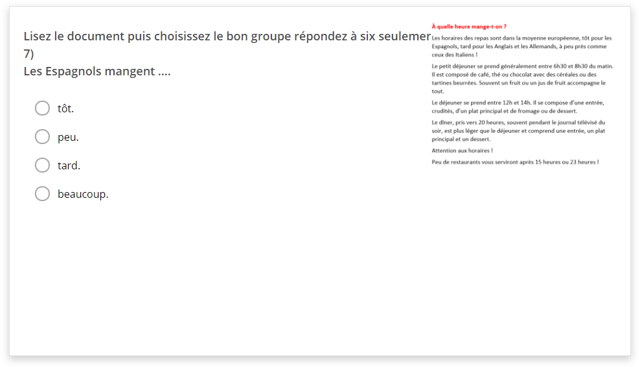 Lisez le document puis choisissez le bon groupe répondez à six seulemer
7)
Les Espagnols mangent ....
tôt.
peu.
tard.
beaucoup.
À quelle heure mange-t-on ?
Les horaires des repas sont dans la moyenne européenne, tôt pour les
Espagnols, tard pour les Anglais et les Allemands, à peu près comme
ceux des Italiens !
Le petit déjeuner se prend généralement entre 6h30 et 8h30 du matin.
Il est composé de café, thé ou chocolat avec des céréales ou des
tartines beurrées. Souvent un fruit ou un jus de fruit accompagne le
tout.
Le déjeuner se prend entre 12h et 14h. Il se compose d'une entrée,
crudités, d'un plat principal et de fromage ou de dessert.
Le dîner, pris vers 20 heures, souvent pendant le journal télévisé du
soir, est plus léger que le déjeuner et comprend une entrée, un plat
principal et un dessert.
Attention aux horaires !
Peu de restaurants vous serviront après 15 heures ou 23 heures !